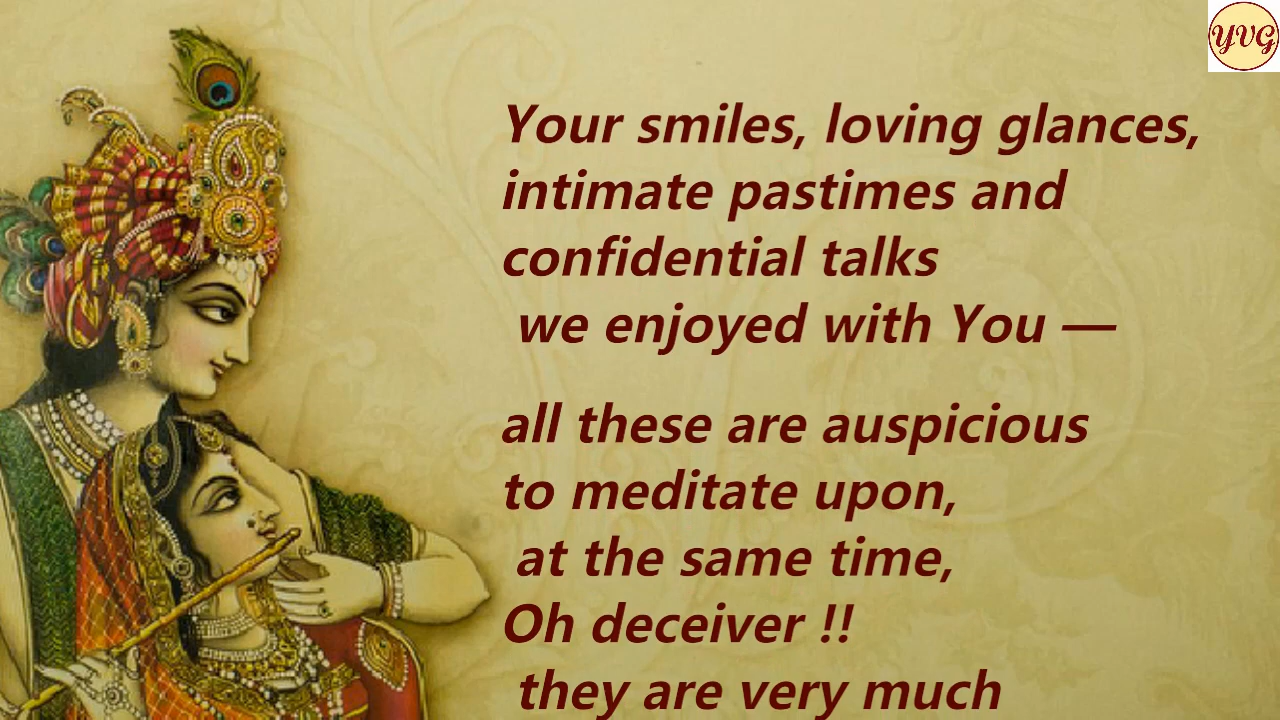 YVG
Your smiles, loving glances,
intimate pastimes and
confidential talks
we enjoyed with You —
all these are auspicious
to meditate upon,
at the same time,
Oh deceiver !!
they are very much